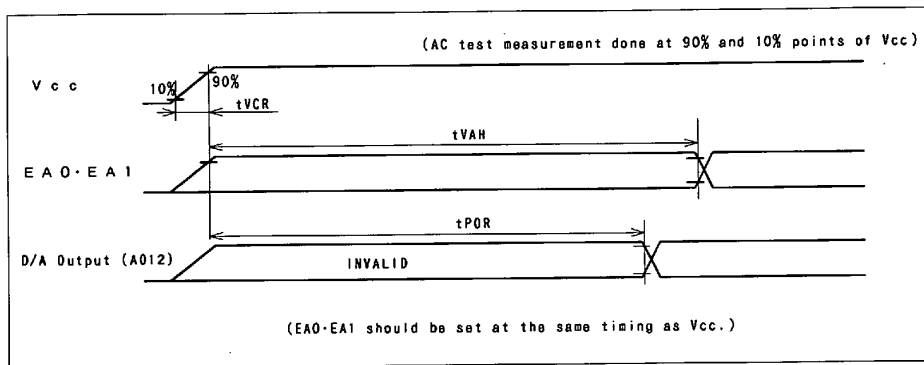 (AC test measurement done at 90% and 10% points of Vcc)
Vcc
10%
90%
tVCR
tVAH
EA0·EA1
tPOR
D/A Output (AO12)
INVALID
(EA0·EA1 should be set at the same timing as Vcc.)